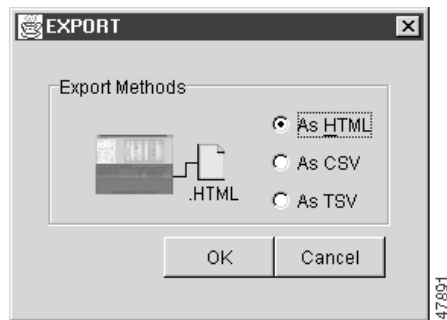 EXPORT
Export Methods
As HTML
As CSV
.HTML
As TSV
OK
Cancel
47891